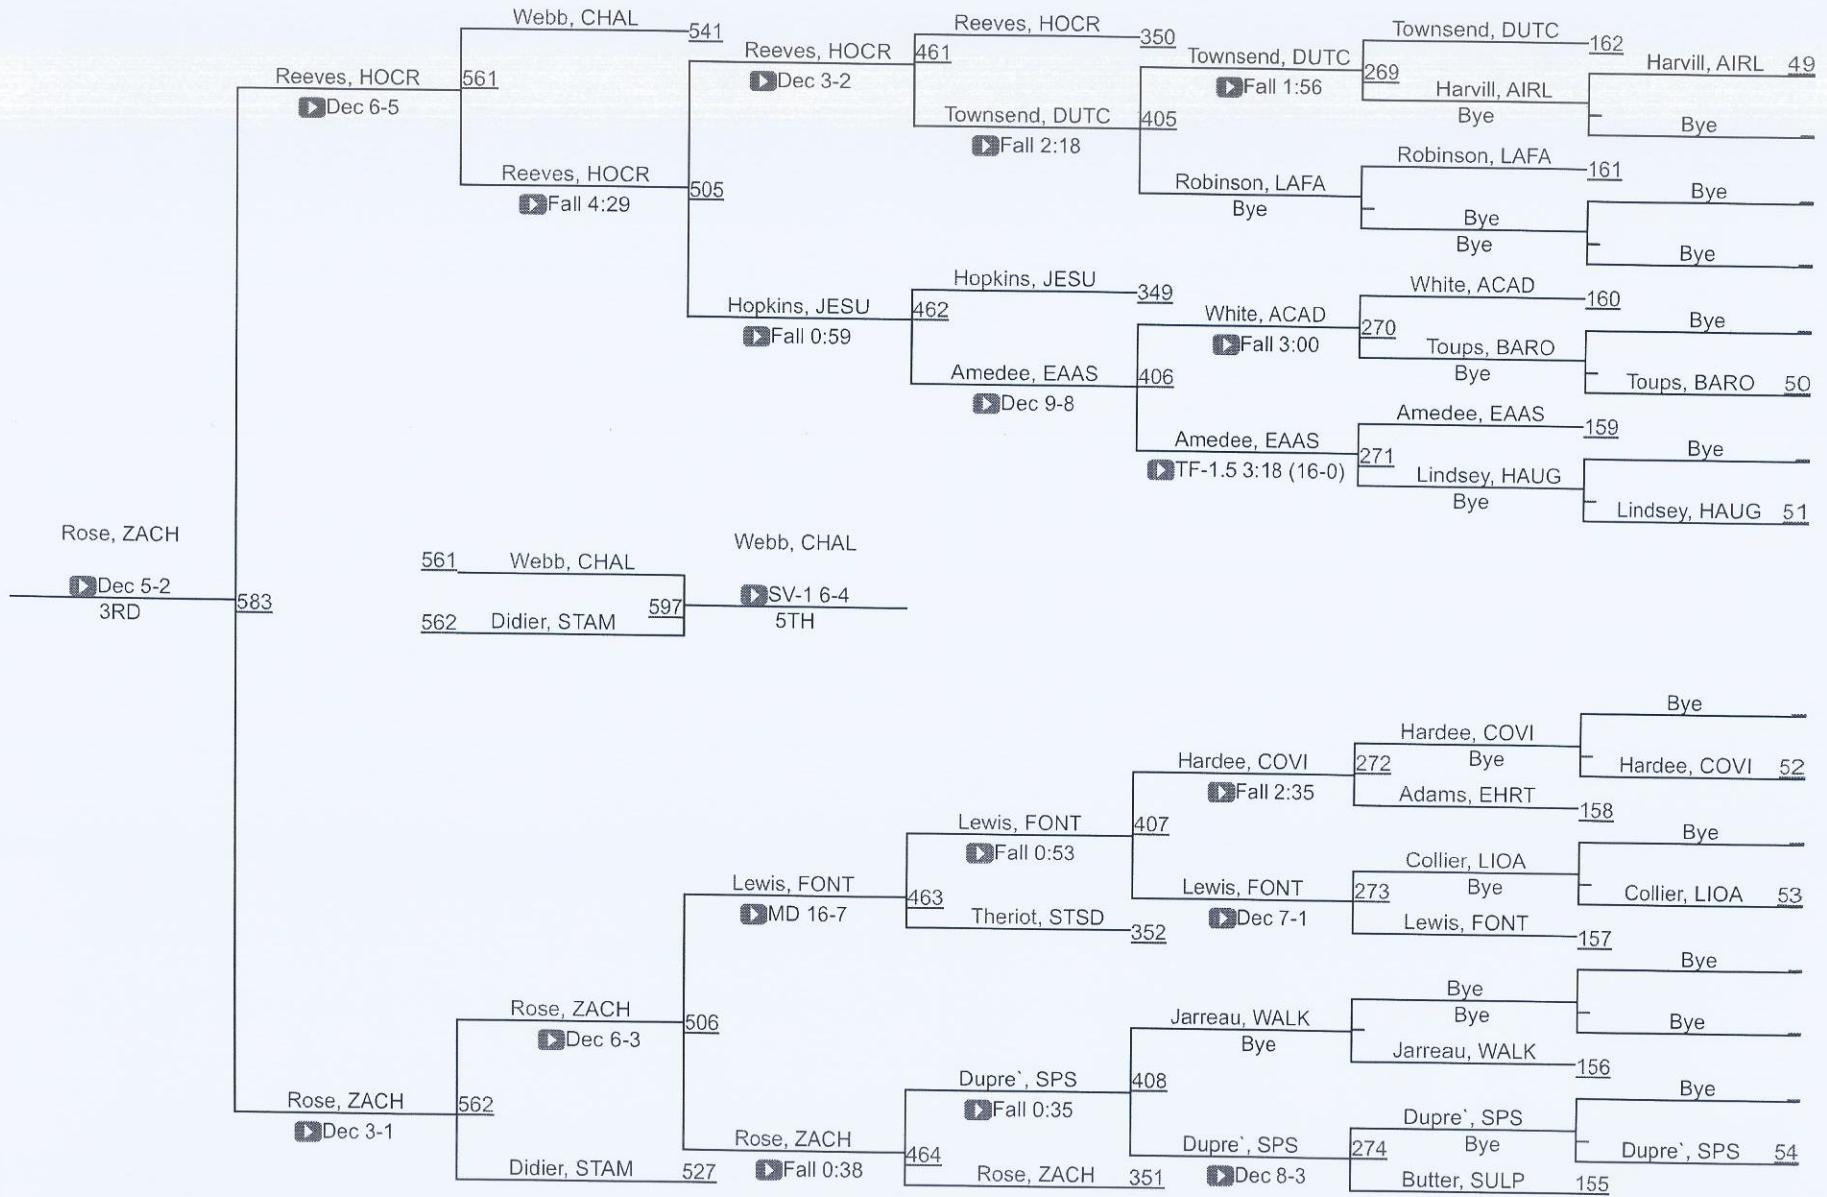 Webb, CHAL
541
Reeves, HOCR
Dec 6-5
561
Reeves, HOCR
Fall 4:29
505
Reeves, HOCR
Dec 3-2
461
Reeves, HOCR
350
Townsend, DUTC
Fall 2:18
405
Townsend, DUTC
Fall 1:56
269
Townsend, DUTC
162
Harvill, AIRL
Bye
Harvill, AIRL 49
Bye
Robinson, LAFA
Bye
Robinson, LAFA
161
Bye
Bye
Bye
Bye
Hopkins, JESU
Fall 0:59
462
Hopkins, JESU
349
Amedee, EAAS
Dec 9-8
406
White, ACAD
Fall 3:00
270
White, ACAD
160
Toups, BARO
Bye
Bye
Toups, BARO 50
Amedee, EAAS
TF-1.5 3:18 (16-0)
271
Amedee, EAAS
159
Lindsey, HAUG
Bye
Bye
Lindsey, HAUG 51
Rose, ZACH
Dec 5-2
3RD
583
561 Webb, CHAL
562 Didier, STAM
597
Webb, CHAL
SV-1 6-4
5TH
Rose, ZACH
Dec 3-1
562
Rose, ZACH
Dec 6-3
506
Didier, STAM
527
Lewis, FONT
MD 16-7
463
Lewis, FONT
Fall 0:53
407
Theriot, STSD
352
Hardee, COVI
Fall 2:35
272
Hardee, COVI
Bye
Bye
Hardee, COVI 52
Adams, EHRT
158
Lewis, FONT
Dec 7-1
273
Collier, LIOA
Bye
Bye
Collier, LIOA 53
Lewis, FONT
157
Rose, ZACH
Fall 0:38
464
Dupre`, SPS
Fall 0:35
408
Rose, ZACH
351
Jarreau, WALK
Bye
Bye
Bye
Bye
Bye
Jarreau, WALK
156
Dupre`, SPS
Dec 8-3
274
Dupre`, SPS
Bye
Bye
Dupre`, SPS 54
Butter, SULP
155